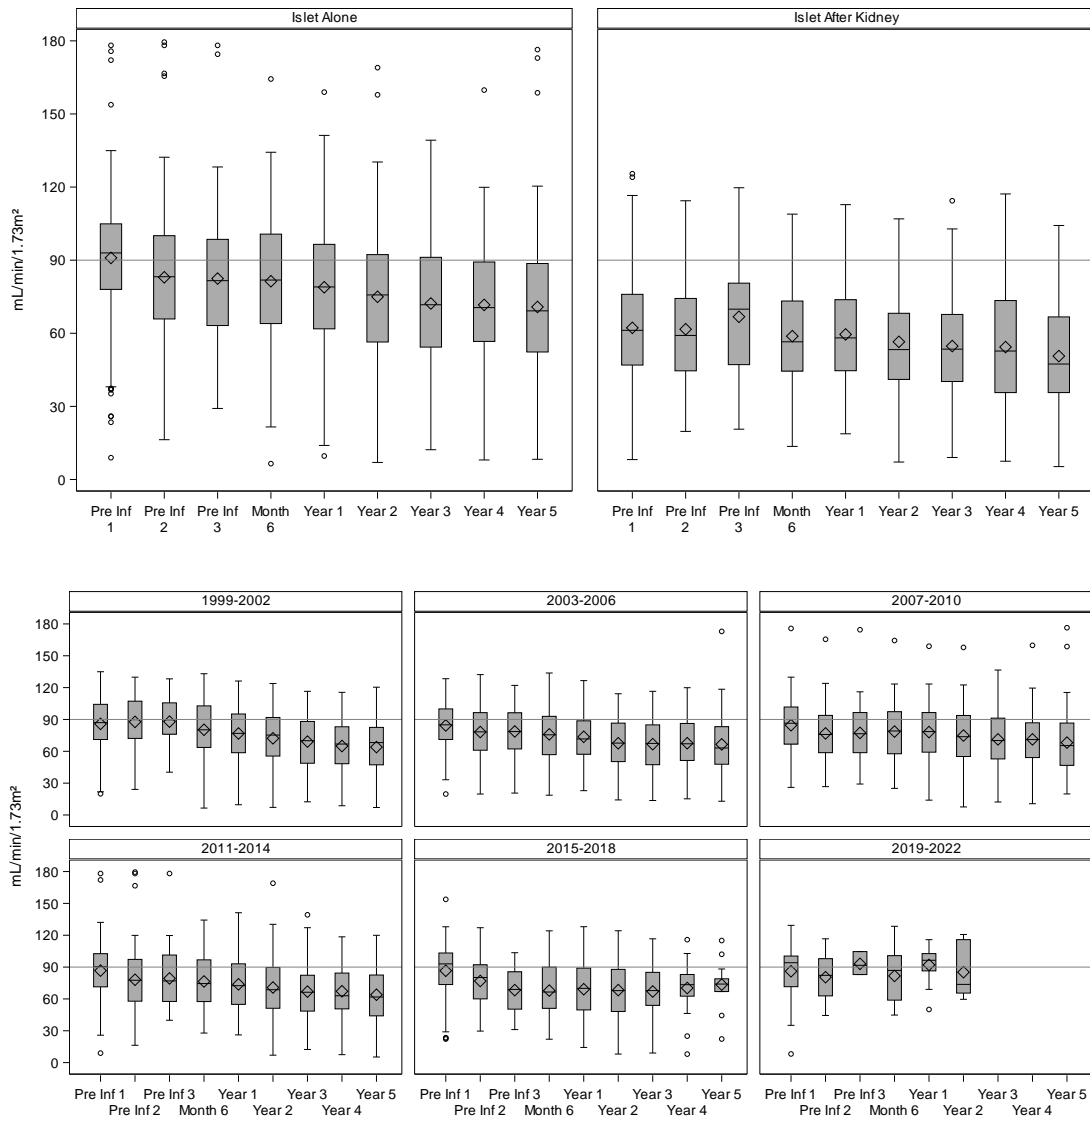 Islet Alone
Islet After Kidney
mL/min/1.73m²
180
150
120
90
60
30
0
Pre Inf 1
Pre Inf 2
Pre Inf 3
Month 6
Year 1
Year 2
Year 3
Year 4
Year 5
Pre Inf 1
Pre Inf 2
Pre Inf 3
Month 6
Year 1
Year 2
Year 3
Year 4
Year 5
mL/min/1.73m²
1999-2002
2003-2006
2007-2010
180
150
120
90
60
30
0
2011-2014
2015-2018
2019-2022
180
150
120
90
60
30
0
Pre Inf 1
Pre Inf 2
Pre Inf 3
Month 6
Year 1
Year 2
Year 3
Year 4
Year 5
Pre Inf 1
Pre Inf 2
Pre Inf 3
Month 6
Year 1
Year 2
Year 3
Year 4
Year 5
Pre Inf 1
Pre Inf 2
Pre Inf 3
Month 6
Year 1
Year 2
Year 3
Year 4
Year 5